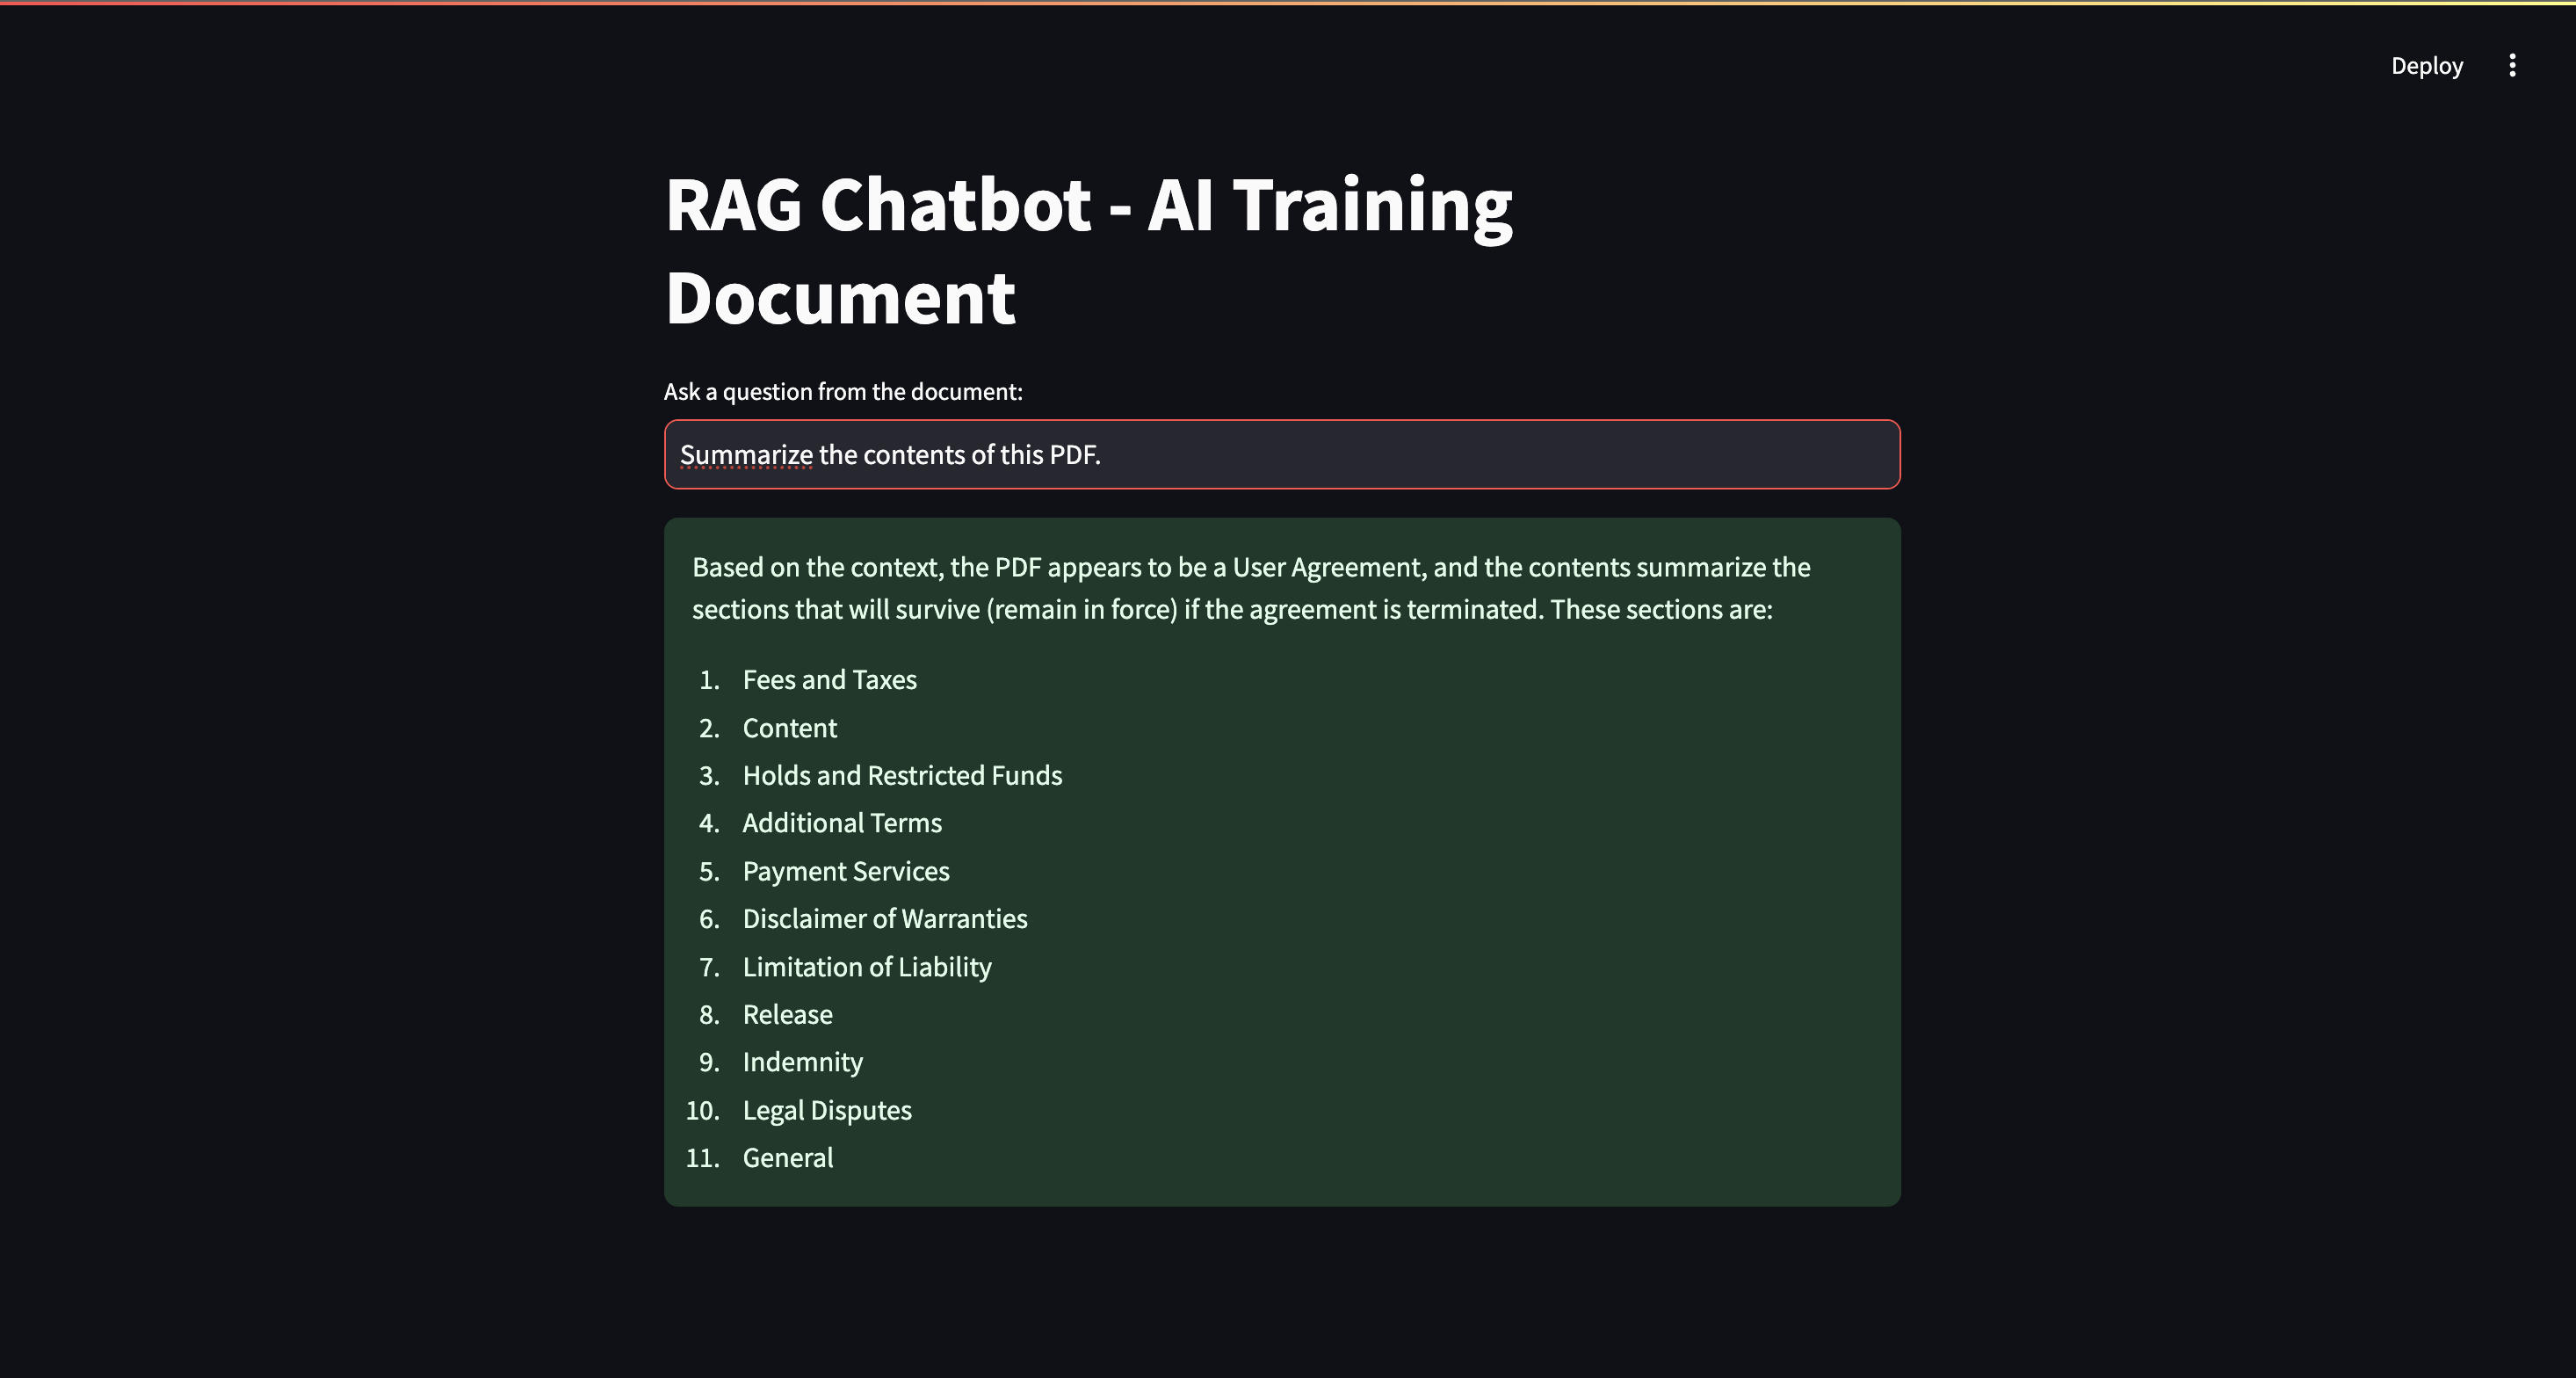 Deploy
RAG Chatbot - AI Training
Document
Ask a question from the document:
Summarize the contents of this PDF.
Based on the context, the PDF appears to be a User Agreement, and the contents summarize the
sections that will survive (remain in force) if the agreement is terminated. These sections are:
1. Fees and Taxes
2. Content
3. Holds and Restricted Funds
4. Additional Terms
5. Payment Services
6. Disclaimer of Warranties
7. Limitation of Liability
8. Release
9. Indemnity
10. Legal Disputes
11. General